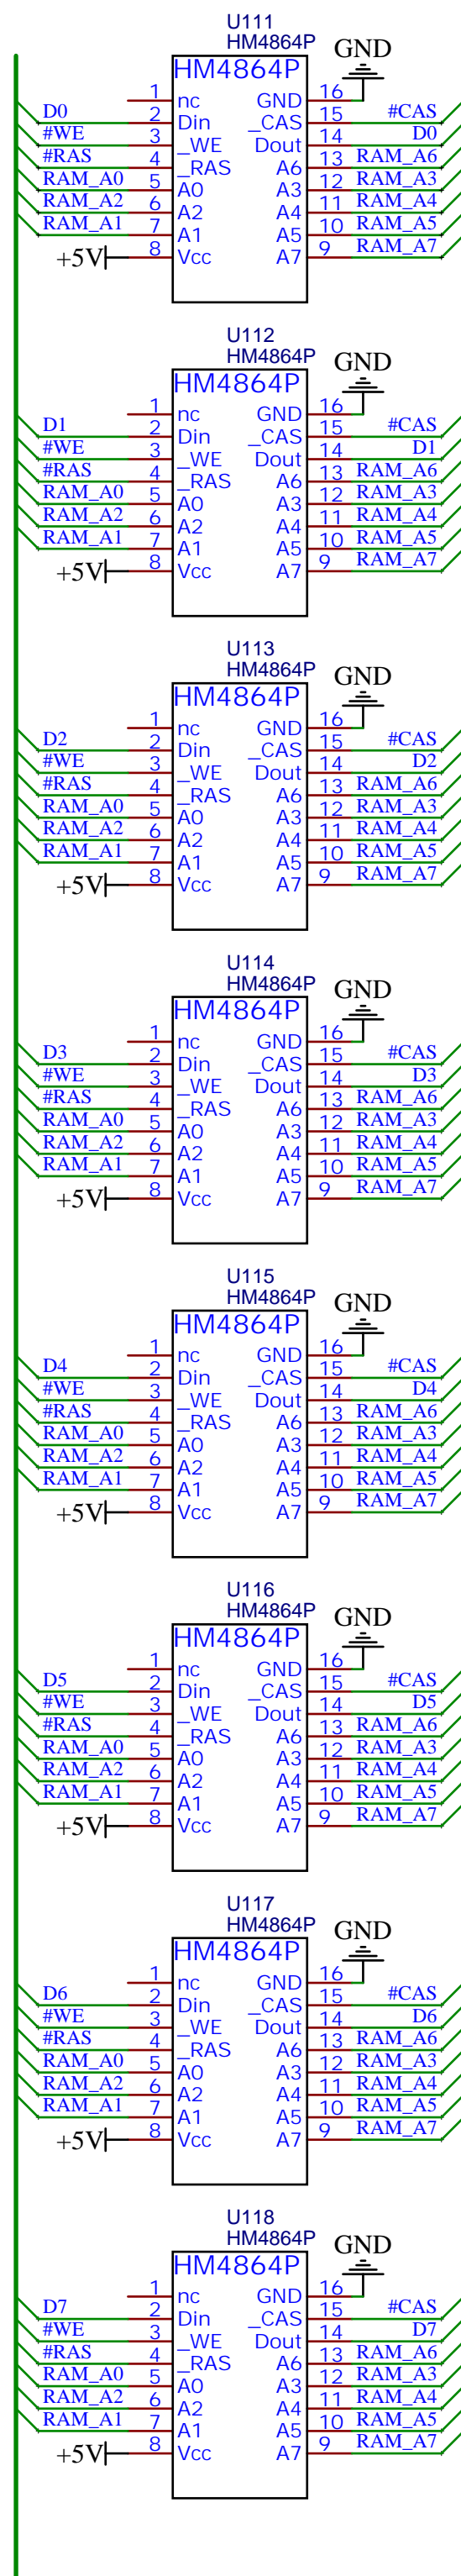 U111
HM4864P
GND
HM4864P
1 nc GND 16
D0 2 Din _CAS 15 #CAS
#WE 3 _WE Dout 14 D0
#RAS 4 _RAS A6 13 RAM_A6
RAM_A0 5 A0 A3 12 RAM_A3
RAM_A2 6 A2 A4 11 RAM_A4
RAM_A1 7 A1 A5 10 RAM_A5
+5V 8 Vcc A7 9 RAM_A7
U112
HM4864P
GND
HM4864P
1 nc GND 16
D1 2 Din _CAS 15 #CAS
#WE 3 _WE Dout 14 D1
#RAS 4 _RAS A6 13 RAM_A6
RAM_A0 5 A0 A3 12 RAM_A3
RAM_A2 6 A2 A4 11 RAM_A4
RAM_A1 7 A1 A5 10 RAM_A5
+5V 8 Vcc A7 9 RAM_A7
U113
HM4864P
GND
HM4864P
1 nc GND 16
D2 2 Din _CAS 15 #CAS
#WE 3 _WE Dout 14 D2
#RAS 4 _RAS A6 13 RAM_A6
RAM_A0 5 A0 A3 12 RAM_A3
RAM_A2 6 A2 A4 11 RAM_A4
RAM_A1 7 A1 A5 10 RAM_A5
+5V 8 Vcc A7 9 RAM_A7
U114
HM4864P
GND
HM4864P
1 nc GND 16
D3 2 Din _CAS 15 #CAS
#WE 3 _WE Dout 14 D3
#RAS 4 _RAS A6 13 RAM_A6
RAM_A0 5 A0 A3 12 RAM_A3
RAM_A2 6 A2 A4 11 RAM_A4
RAM_A1 7 A1 A5 10 RAM_A5
+5V 8 Vcc A7 9 RAM_A7
U115
HM4864P
GND
HM4864P
1 nc GND 16
D4 2 Din _CAS 15 #CAS
#WE 3 _WE Dout 14 D4
#RAS 4 _RAS A6 13 RAM_A6
RAM_A0 5 A0 A3 12 RAM_A3
RAM_A2 6 A2 A4 11 RAM_A4
RAM_A1 7 A1 A5 10 RAM_A5
+5V 8 Vcc A7 9 RAM_A7
U116
HM4864P
GND
HM4864P
1 nc GND 16
D5 2 Din _CAS 15 #CAS
#WE 3 _WE Dout 14 D5
#RAS 4 _RAS A6 13 RAM_A6
RAM_A0 5 A0 A3 12 RAM_A3
RAM_A2 6 A2 A4 11 RAM_A4
RAM_A1 7 A1 A5 10 RAM_A5
+5V 8 Vcc A7 9 RAM_A7
U117
HM4864P
GND
HM4864P
1 nc GND 16
D6 2 Din _CAS 15 #CAS
#WE 3 _WE Dout 14 D6
#RAS 4 _RAS A6 13 RAM_A6
RAM_A0 5 A0 A3 12 RAM_A3
RAM_A2 6 A2 A4 11 RAM_A4
RAM_A1 7 A1 A5 10 RAM_A5
+5V 8 Vcc A7 9 RAM_A7
U118
HM4864P
GND
HM4864P
1 nc GND 16
D7 2 Din _CAS 15 #CAS
#WE 3 _WE Dout 14 D7
#RAS 4 _RAS A6 13 RAM_A6
RAM_A0 5 A0 A3 12 RAM_A3
RAM_A2 6 A2 A4 11 RAM_A4
RAM_A1 7 A1 A5 10 RAM_A5
+5V 8 Vcc A7 9 RAM_A7